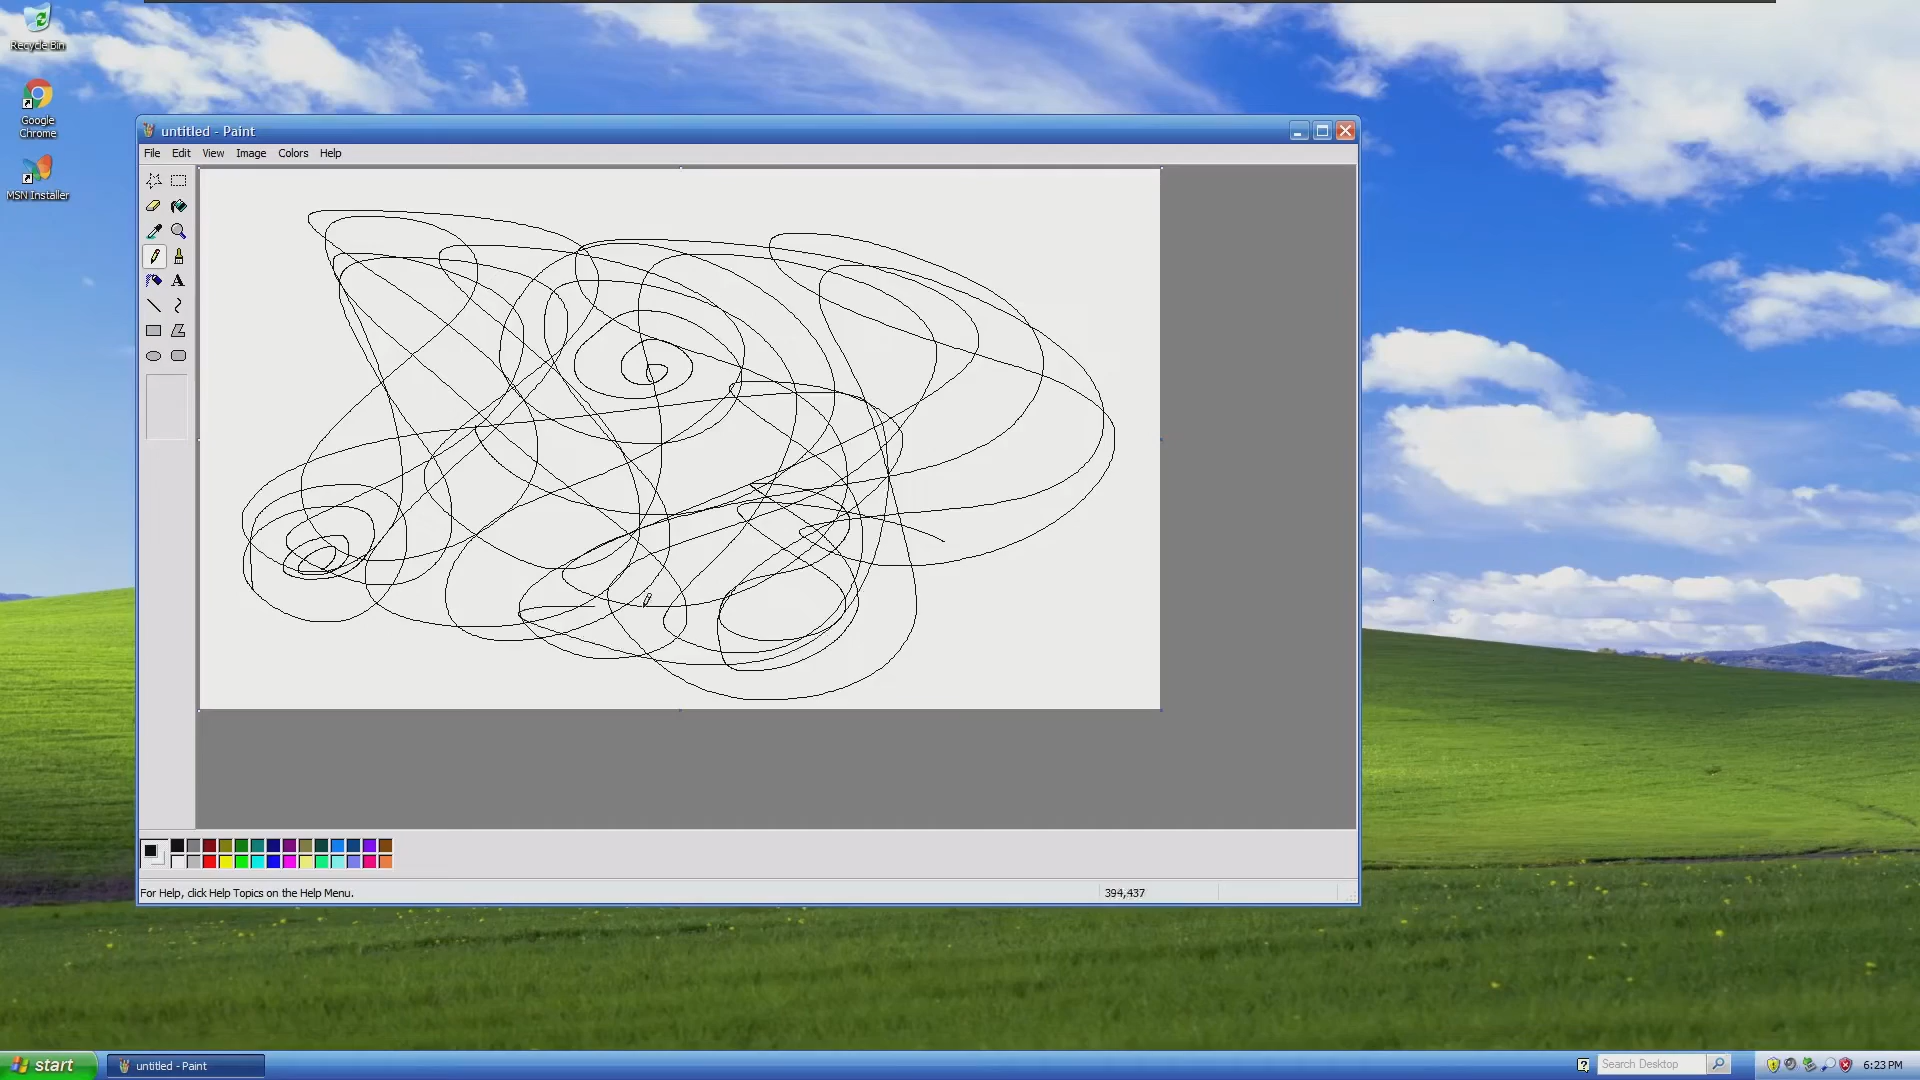 Recycle Bin
Google
Chrome
MSN Installer
untitled - Paint
File Edit View Image Colors Help
A
For Help, click Help Topics on the Help Menu.
394,437
start
untitled - Paint
?
Search Desktop
6:23 PM